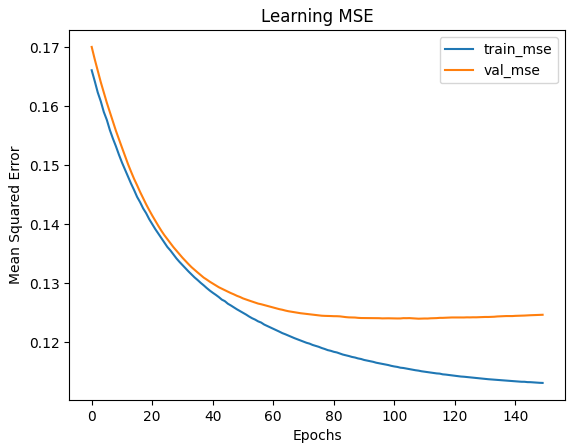 Learning MSE
train_mse
val_mse
Mean Squared Error
0.17
0.16
0.15
0.14
0.13
0.12
0 20 40 60 80 100 120 140
Epochs